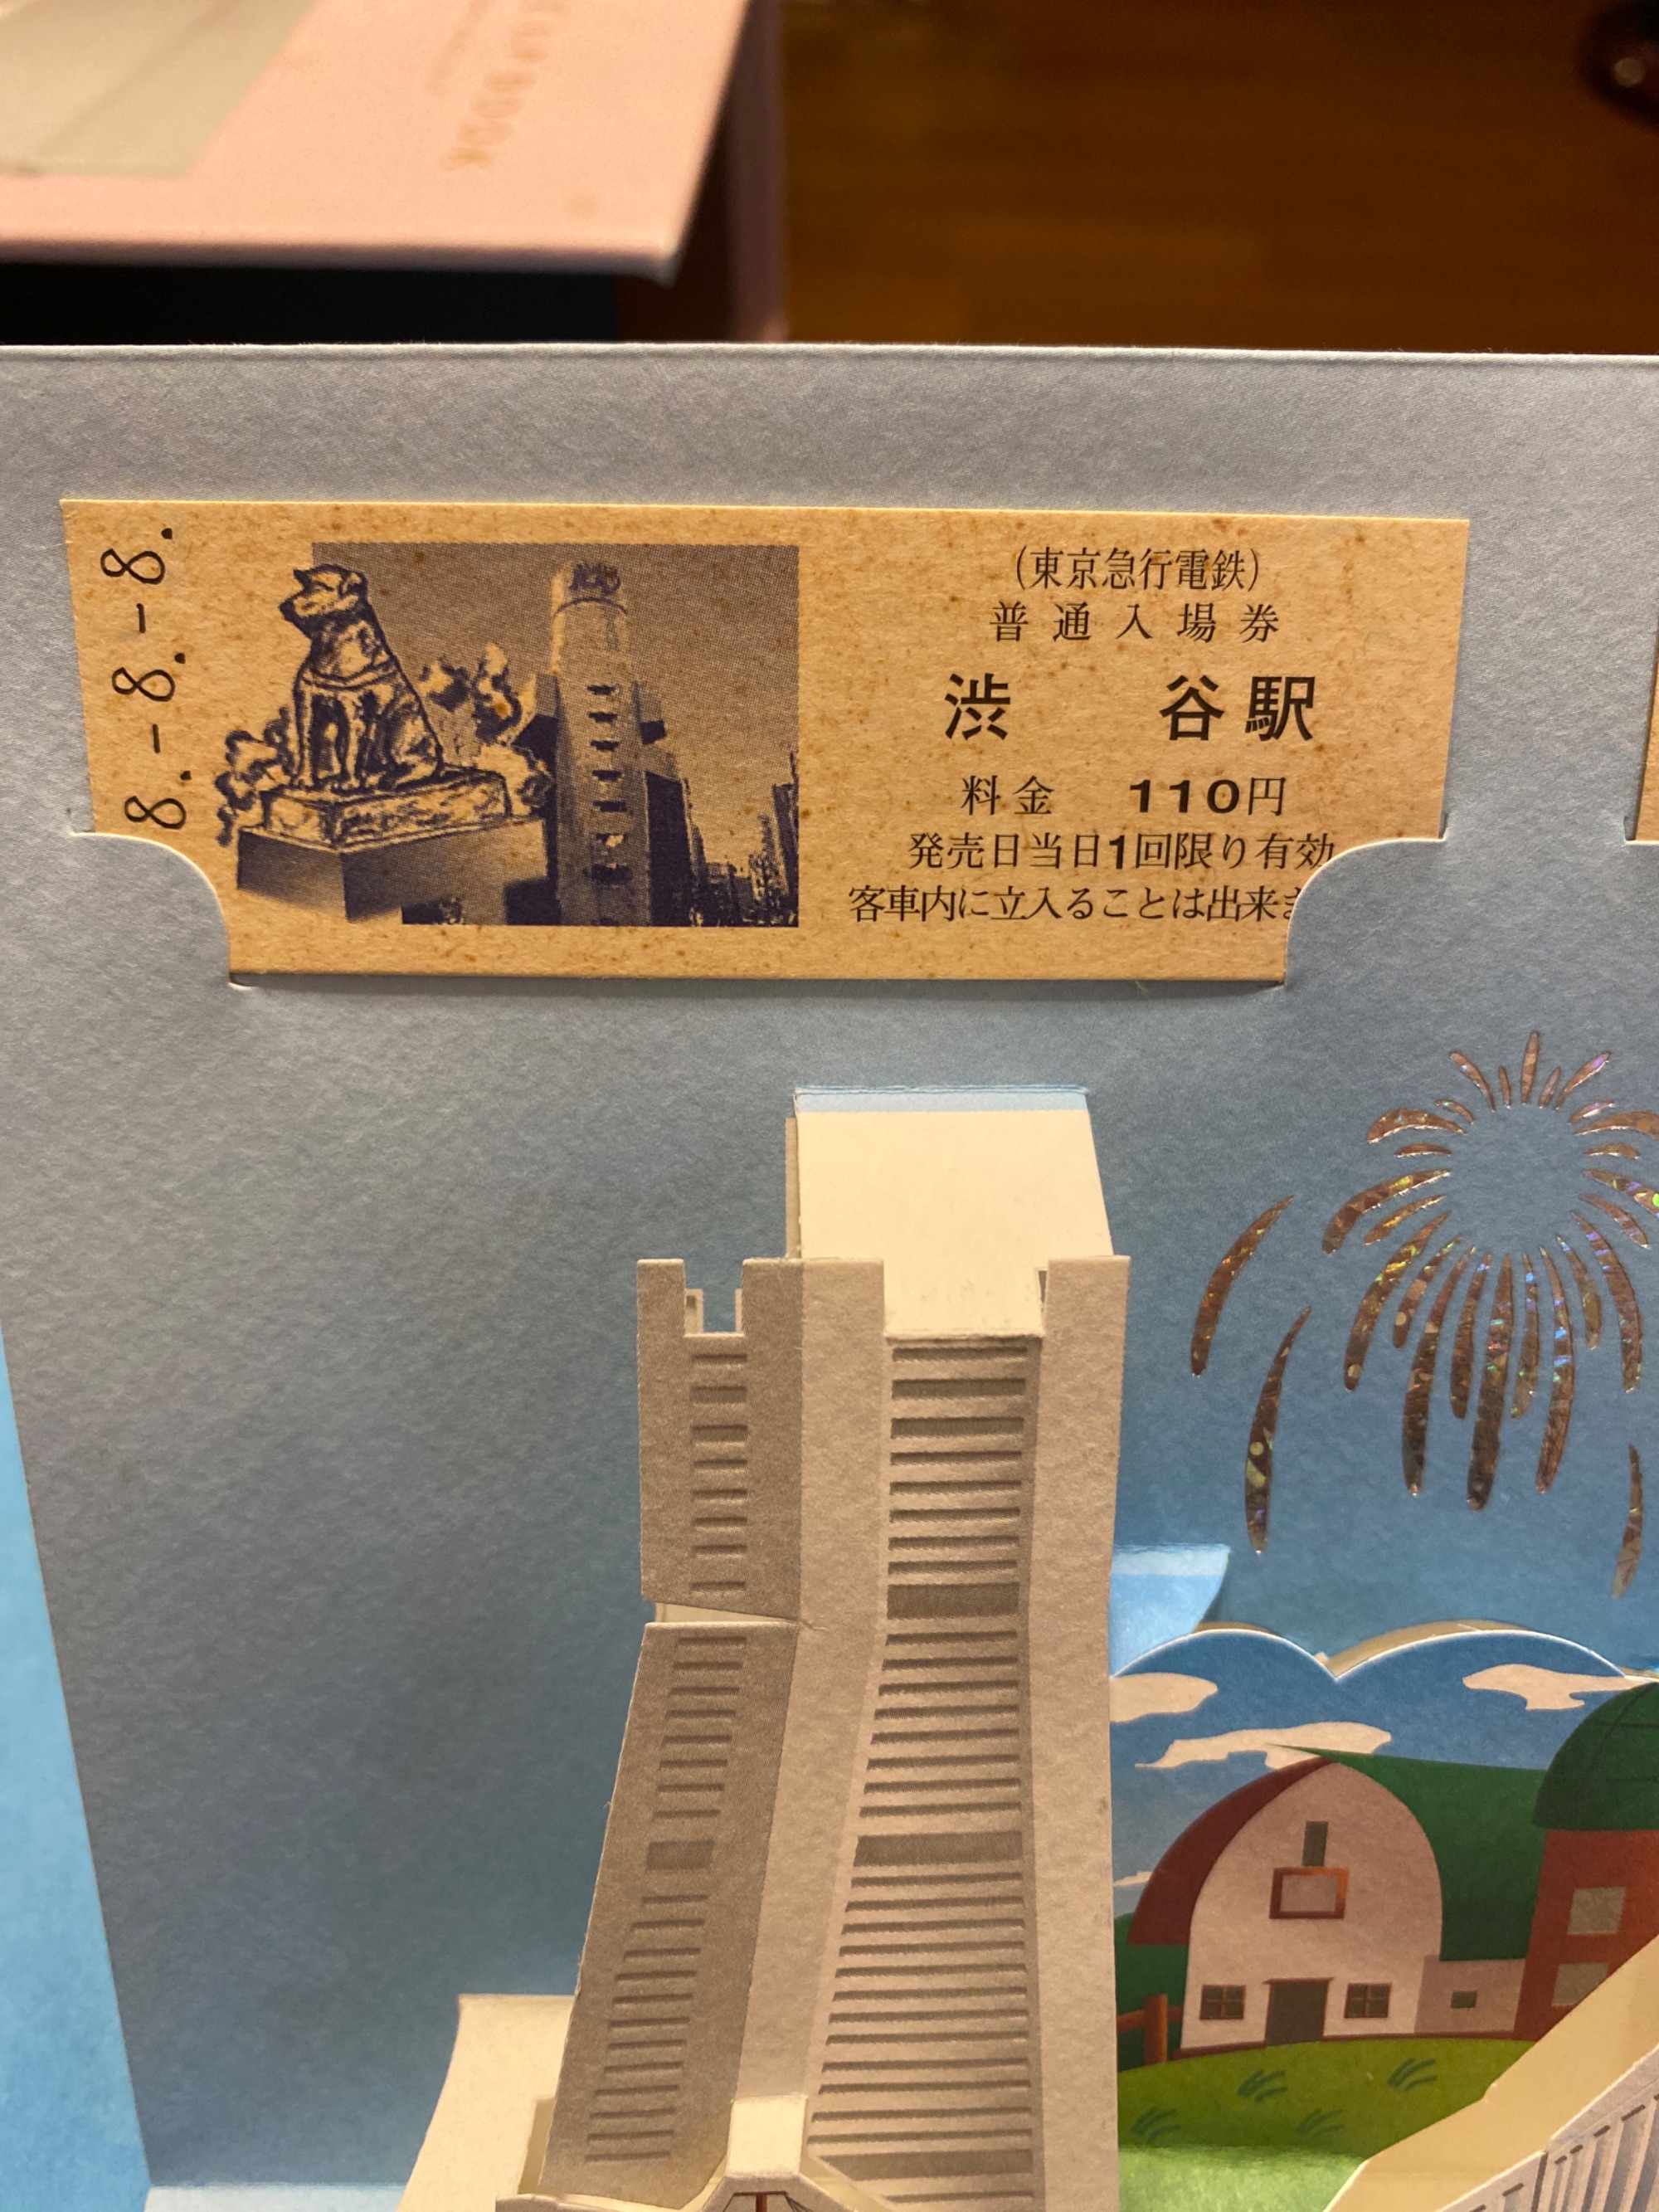 8.-8.-8.
(東京急行電鉄)
普通入場券
渋 谷駅
料金 110円
発売日当日1回限り有効
客車内に立入ることは出来ま